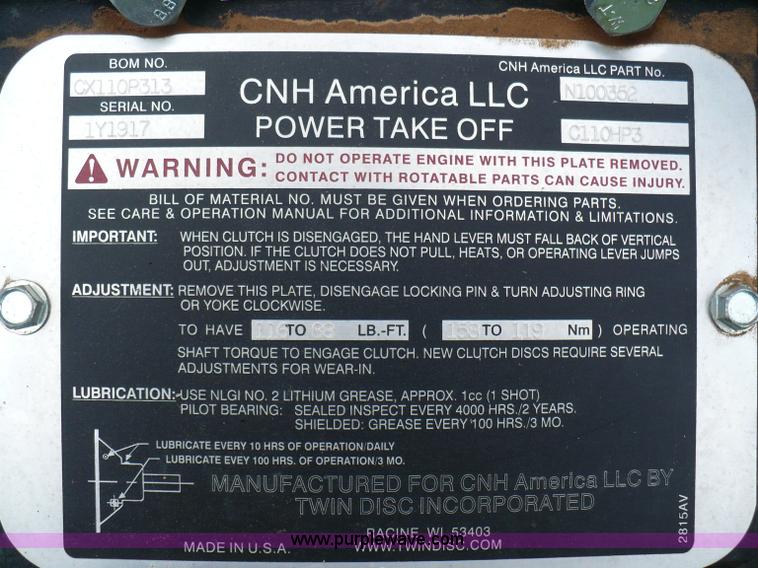 BOM NO.
CX110P313
SERIAL NO.
1Y1917
CNH America LLC
POWER TAKE OFF
CNH America LLC PART No.
N100352
C110HP3
WARNING: DO NOT OPERATE ENGINE WITH THIS PLATE REMOVED.
CONTACT WITH ROTATABLE PARTS CAN CAUSE INJURY.
BILL OF MATERIAL NO. MUST BE GIVEN WHEN ORDERING PARTS.
SEE CARE & OPERATION MANUAL FOR ADDITIONAL INFORMATION & LIMITATIONS.
IMPORTANT: WHEN CLUTCH IS DISENGAGED, THE HAND LEVER MUST FALL BACK OF VERTICAL
POSITION. IF THE CLUTCH DOES NOT PULL, HEATS, OR OPERATING LEVER JUMPS
OUT, ADJUSTMENT IS NECESSARY.
ADJUSTMENT: REMOVE THIS PLATE, DISENGAGE LOCKING PIN & TURN ADJUSTING RING
OR YOKE CLOCKWISE.
TO HAVE TO LB.-FT. ( TO 119 Nm ) OPERATING
SHAFT TORQUE TO ENGAGE CLUTCH. NEW CLUTCH DISCS REQUIRE SEVERAL
ADJUSTMENTS FOR WEAR-IN.
LUBRICATION: USE NLGI NO. 2 LITHIUM GREASE, APPROX. 1cc (1 SHOT)
PILOT BEARING: SEALED INSPECT EVERY 4000 HRS./2 YEARS.
SHIELDED: GREASE EVERY 100 HRS./3 MO.
LUBRICATE EVERY 10 HRS OF OPERATION/DAILY
LUBRICATE EVEY 100 HRS. OF OPERATION/3 MO.
MANUFACTURED FOR CNH America LLC BY
TWIN DISC INCORPORATED
RACINE, WI. 53403
MADE IN U.S.A. WWW.TWINDISC.COM
2815AV
www.purplewave.com